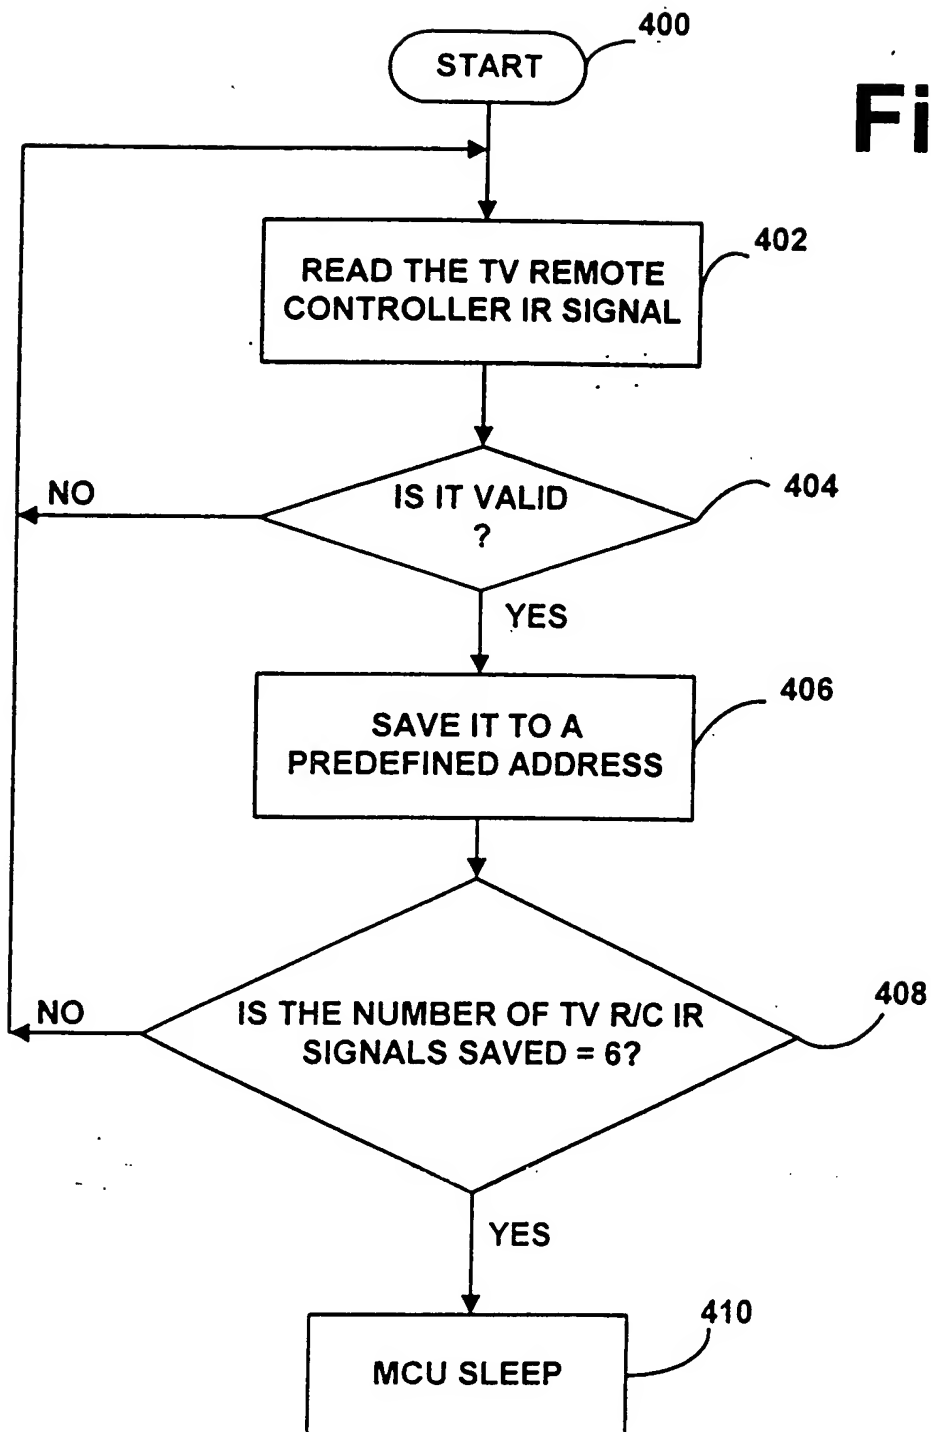 400
START
Fi
402
READ THE TV REMOTE
CONTROLLER IR SIGNAL
NO
IS IT VALID
?
404
YES
406
SAVE IT TO A
PREDEFINED ADDRESS
NO
IS THE NUMBER OF TV R/C IR
SIGNALS SAVED = 6?
408
YES
410
MCU SLEEP